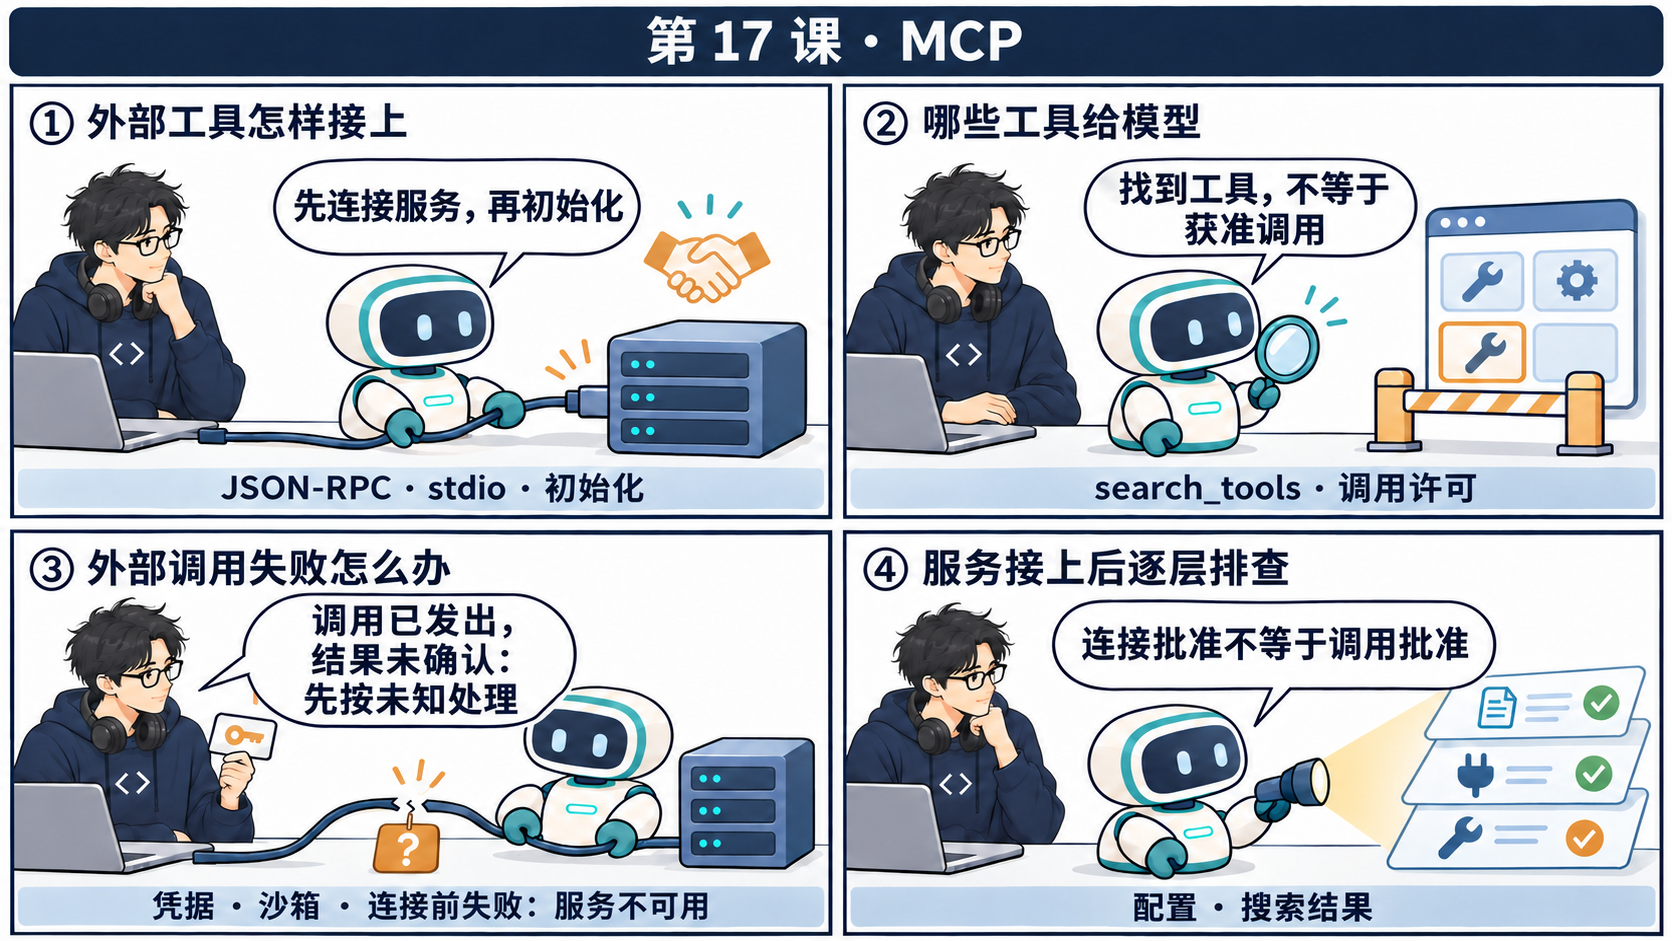 第 17 课 · MCP
① 外部工具怎样接上
先连接服务，再初始化
< >
JSON-RPC · stdio · 初始化
② 哪些工具给模型
找到工具，不等于
获准调用
< >
search_tools · 调用许可
③ 外部调用失败怎么办
调用已发出，
结果未确认：
先按未知处理
< >
?
凭据 · 沙箱 · 连接前失败：服务不可用
④ 服务接上后逐层排查
连接批准不等于调用批准
< >
配置 · 搜索结果